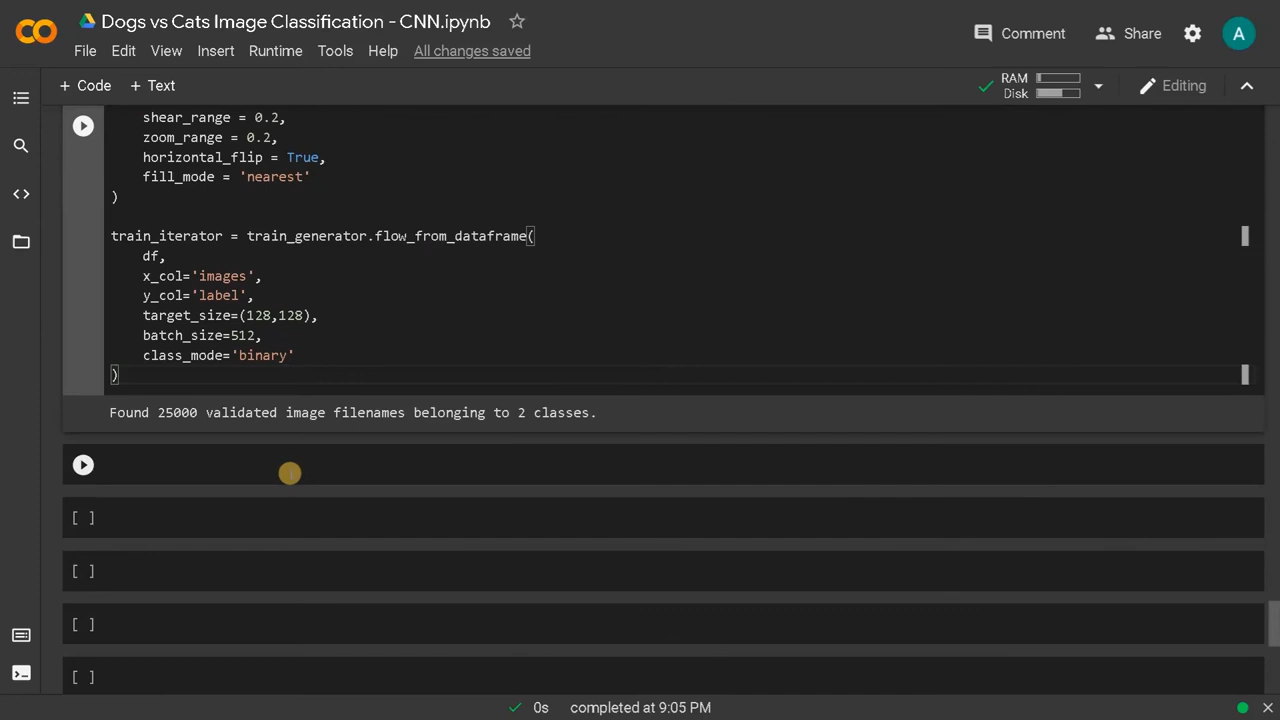 Dogs vs Cats Image Classification - CNN.ipynb
File Edit View Insert Runtime Tools Help All changes saved
Comment Share A
+ Code + Text
RAM
Disk
Editing
shear_range = 0.2,
zoom_range = 0.2,
horizontal_flip = True,
fill_mode = 'nearest'
)
train_iterator = train_generator.flow_from_dataframe(
df,
x_col='images',
y_col='label',
target_size=(128,128),
batch_size=512,
class_mode='binary'
)
Found 25000 validated image filenames belonging to 2 classes.
[ ]
[ ]
[ ]
[ ]
0s completed at 9:05 PM